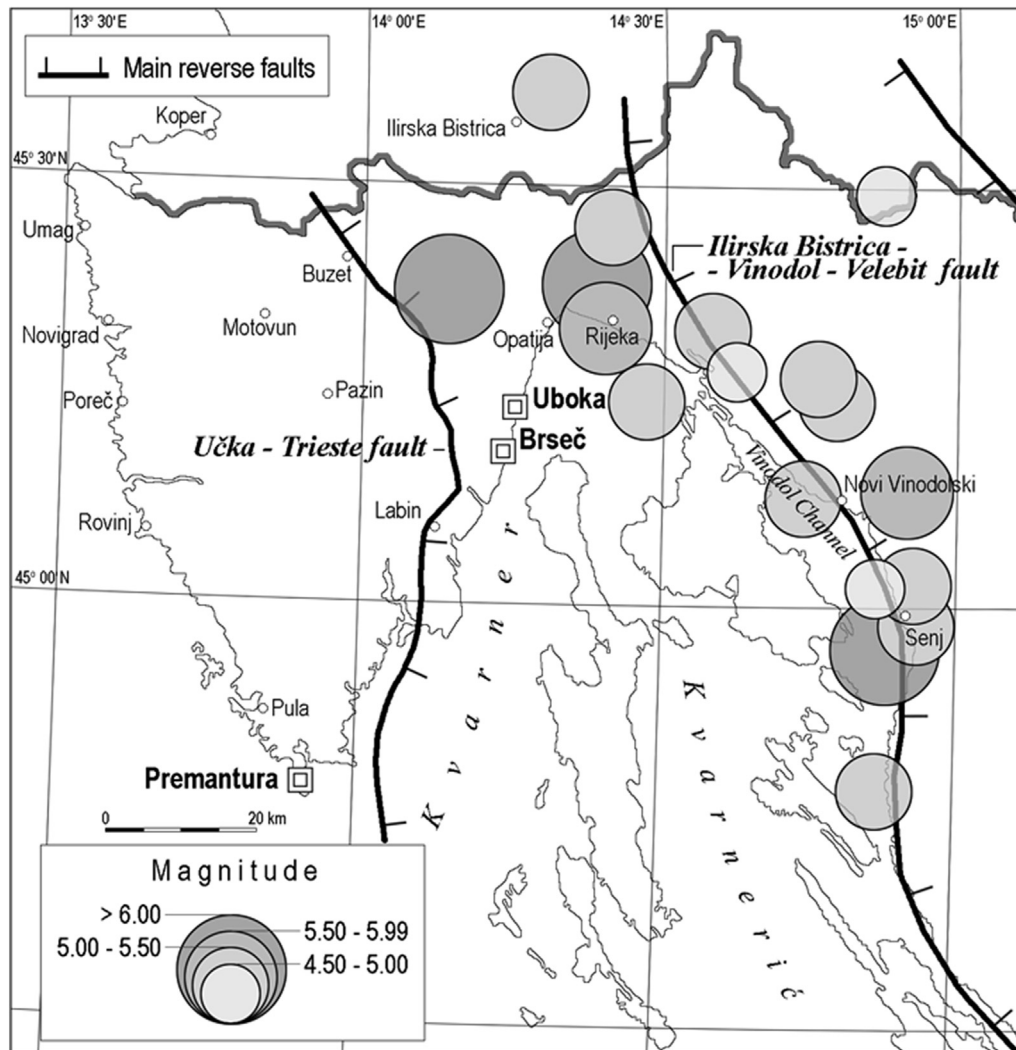 13° 30' E
14° 00' E
14° 30' E
15° 00' E
Main reverse faults
Koper
Ilirska Bistrica
45° 30' N
Umag
Buzet
Ilirska Bistrica -
- Vinodol - Velebit fault
Novigrad
Motovun
Opatija
Rijeka
Poreč
Pazin
Uboka
Brseč
Učka - Trieste fault
Vinodol Channel
Novi Vinodolski
Rovinj
Labin
45° 00' N
Senj
Kvarner
Kvarnerić
Pula
Premantura
0 20 km
Magnitude
> 6.00
5.50 - 5.99
5.00 - 5.50
4.50 - 5.00